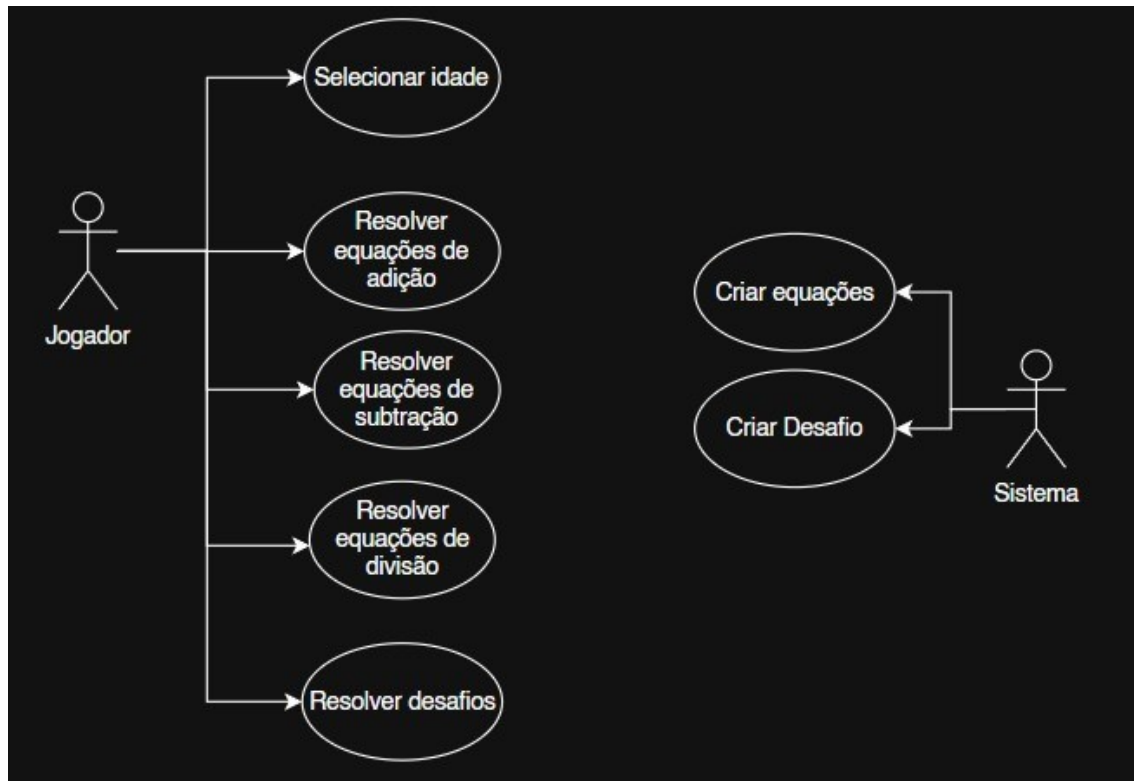 Selecionar idade
Resolver
equações de
adição
Jogador
Resolver
equações de
subtração
Resolver
equações de
divisão
Resolver desafios
Criar equações
Criar Desafio
Sistema